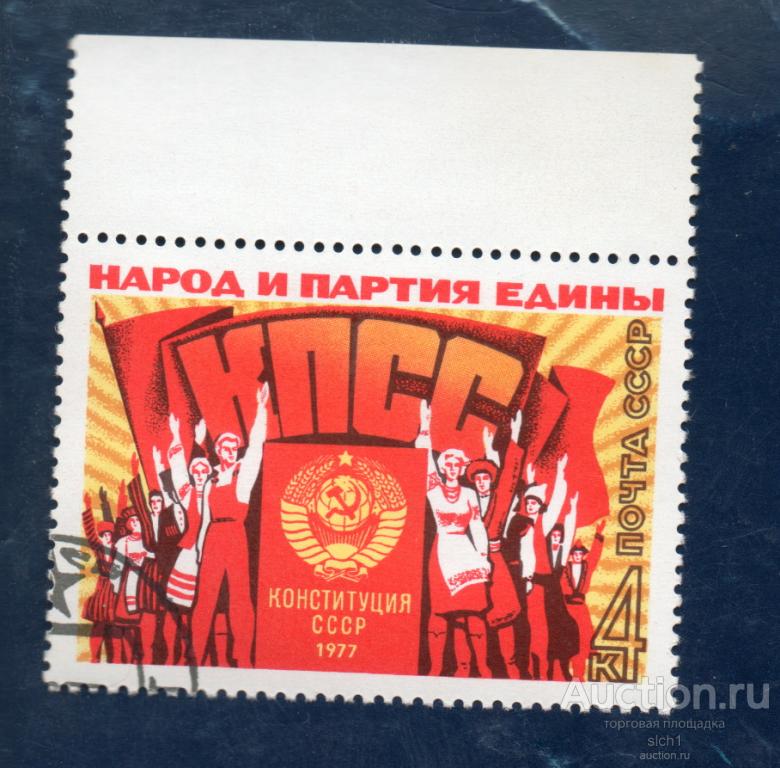 НАРОД И ПАРТИЯ ЕДИНЫ
КПСС
ПОЧТА СССР
КОНСТИТУЦИЯ
СССР
1977
4
К
Auction.ru
торговая площадка
slch1
auction.ru